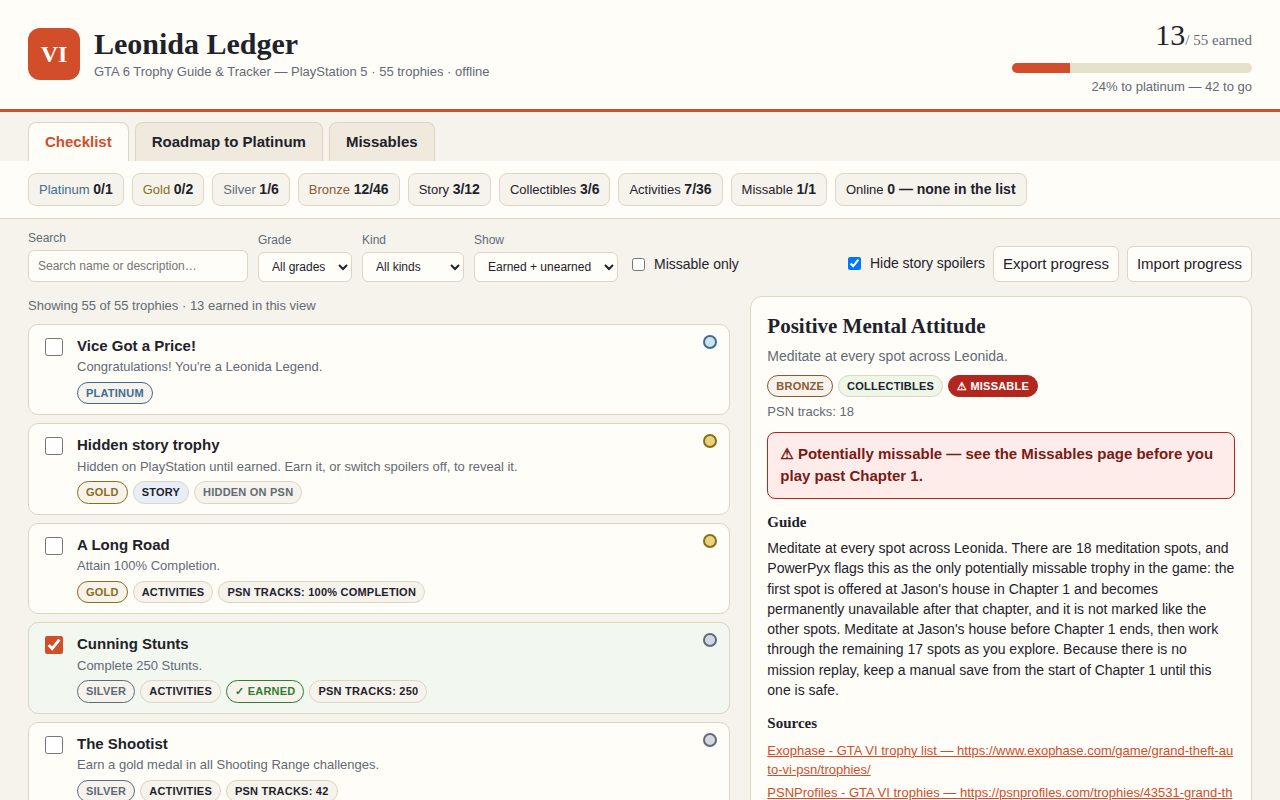 VI
Leonida Ledger
GTA 6 Trophy Guide & Tracker — PlayStation 5 · 55 trophies · offline
13 / 55 earned
24% to platinum — 42 to go
Checklist
Roadmap to Platinum
Missables
Platinum 0/1
Gold 0/2
Silver 1/6
Bronze 12/46
Story 3/12
Collectibles 3/6
Activities 7/36
Missable 1/1
Online 0 — none in the list
Search
Search name or description…
Grade
All grades
Kind
All kinds
Show
Earned + unearned
Missable only
Hide story spoilers
Export progress
Import progress
Showing 55 of 55 trophies · 13 earned in this view
Vice Got a Price!
Congratulations! You're a Leonida Legend.
PLATINUM
Hidden story trophy
Hidden on PlayStation until earned. Earn it, or switch spoilers off, to reveal it.
GOLD STORY HIDDEN ON PSN
A Long Road
Attain 100% Completion.
GOLD ACTIVITIES PSN TRACKS: 100% COMPLETION
Cunning Stunts
Complete 250 Stunts.
SILVER ACTIVITIES ✓ EARNED PSN TRACKS: 250
The Shootist
Earn a gold medal in all Shooting Range challenges.
SILVER ACTIVITIES PSN TRACKS: 42
Positive Mental Attitude
Meditate at every spot across Leonida.
BRONZE COLLECTIBLES ⚠ MISSABLE
PSN tracks: 18
⚠ Potentially missable — see the Missables page before you
play past Chapter 1.
Guide
Meditate at every spot across Leonida. There are 18 meditation spots, and
PowerPyx flags this as the only potentially missable trophy in the game: the
first spot is offered at Jason's house in Chapter 1 and becomes
permanently unavailable after that chapter, and it is not marked like the
other spots. Meditate at Jason's house before Chapter 1 ends, then work
through the remaining 17 spots as you explore. Because there is no
mission replay, keep a manual save from the start of Chapter 1 until this
one is safe.
Sources
Exophase - GTA VI trophy list — https://www.exophase.com/game/grand-theft-au
to-vi-psn/trophies/
PSNProfiles - GTA VI trophies — https://psnprofiles.com/trophies/43531-grand-th